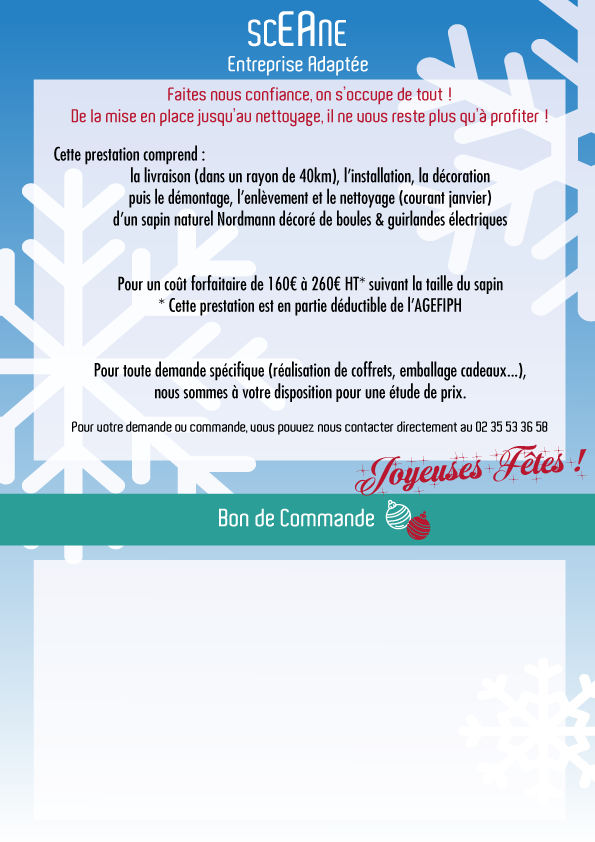 scEAne
Entreprise Adaptée
Faites nous confiance, on s'occupe de tout !
De la mise en place jusqu'au nettoyage, il ne vous reste plus qu'à profiter !
Cette prestation comprend :
la livraison (dans un rayon de 40km), l'installation, la décoration
puis le démontage, l'enlèvement et le nettoyage (courant janvier)
d'un sapin naturel Nordmann décoré de boules & guirlandes électriques
Pour un coût forfaitaire de 160€ à 260€ HT* suivant la taille du sapin
* Cette prestation est en partie déductible de l'AGEFIPH
Pour toute demande spécifique (réalisation de coffrets, emballage cadeaux...),
nous sommes à votre disposition pour une étude de prix.
Pour votre demande ou commande, vous pouvez nous contacter directement au 02 35 53 36 58
Joyeuses Fêtes !
Bon de Commande